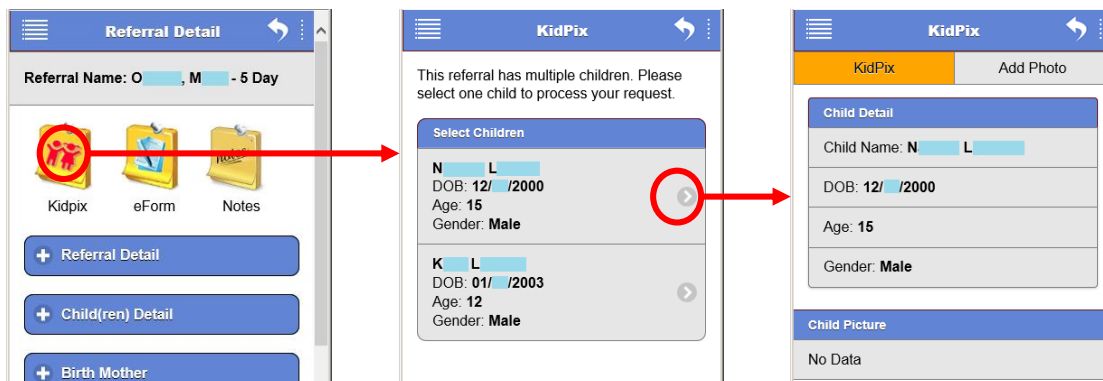 Referral Detail
Referral Name: O , M - 5 Day
notes
Kidpix eForm Notes
Referral Detail
Child(ren) Detail
Birth Mother
KidPix
This referral has multiple children. Please
select one child to process your request.
Select Children
N L
DOB: 12/ /2000
Age: 15
Gender: Male
K L
DOB: 01/ /2003
Age: 12
Gender: Male
KidPix
KidPix Add Photo
Child Detail
Child Name: N L
DOB: 12/ /2000
Age: 15
Gender: Male
Child Picture
No Data